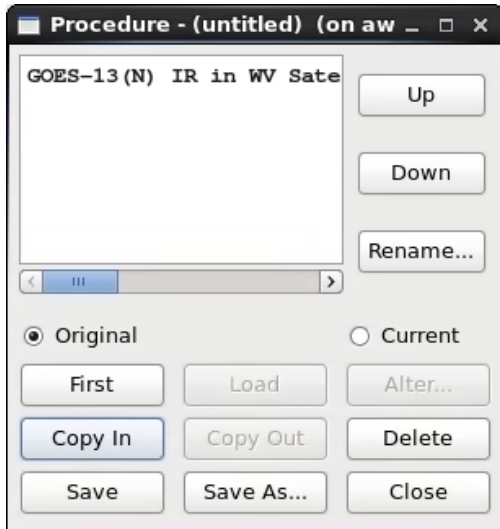 Procedure - (untitled) (on aw
GOES-13(N) IR in WV Sate
Up
Down
Rename...
Original
Current
First
Load
Alter...
Copy In
Copy Out
Delete
Save
Save As...
Close